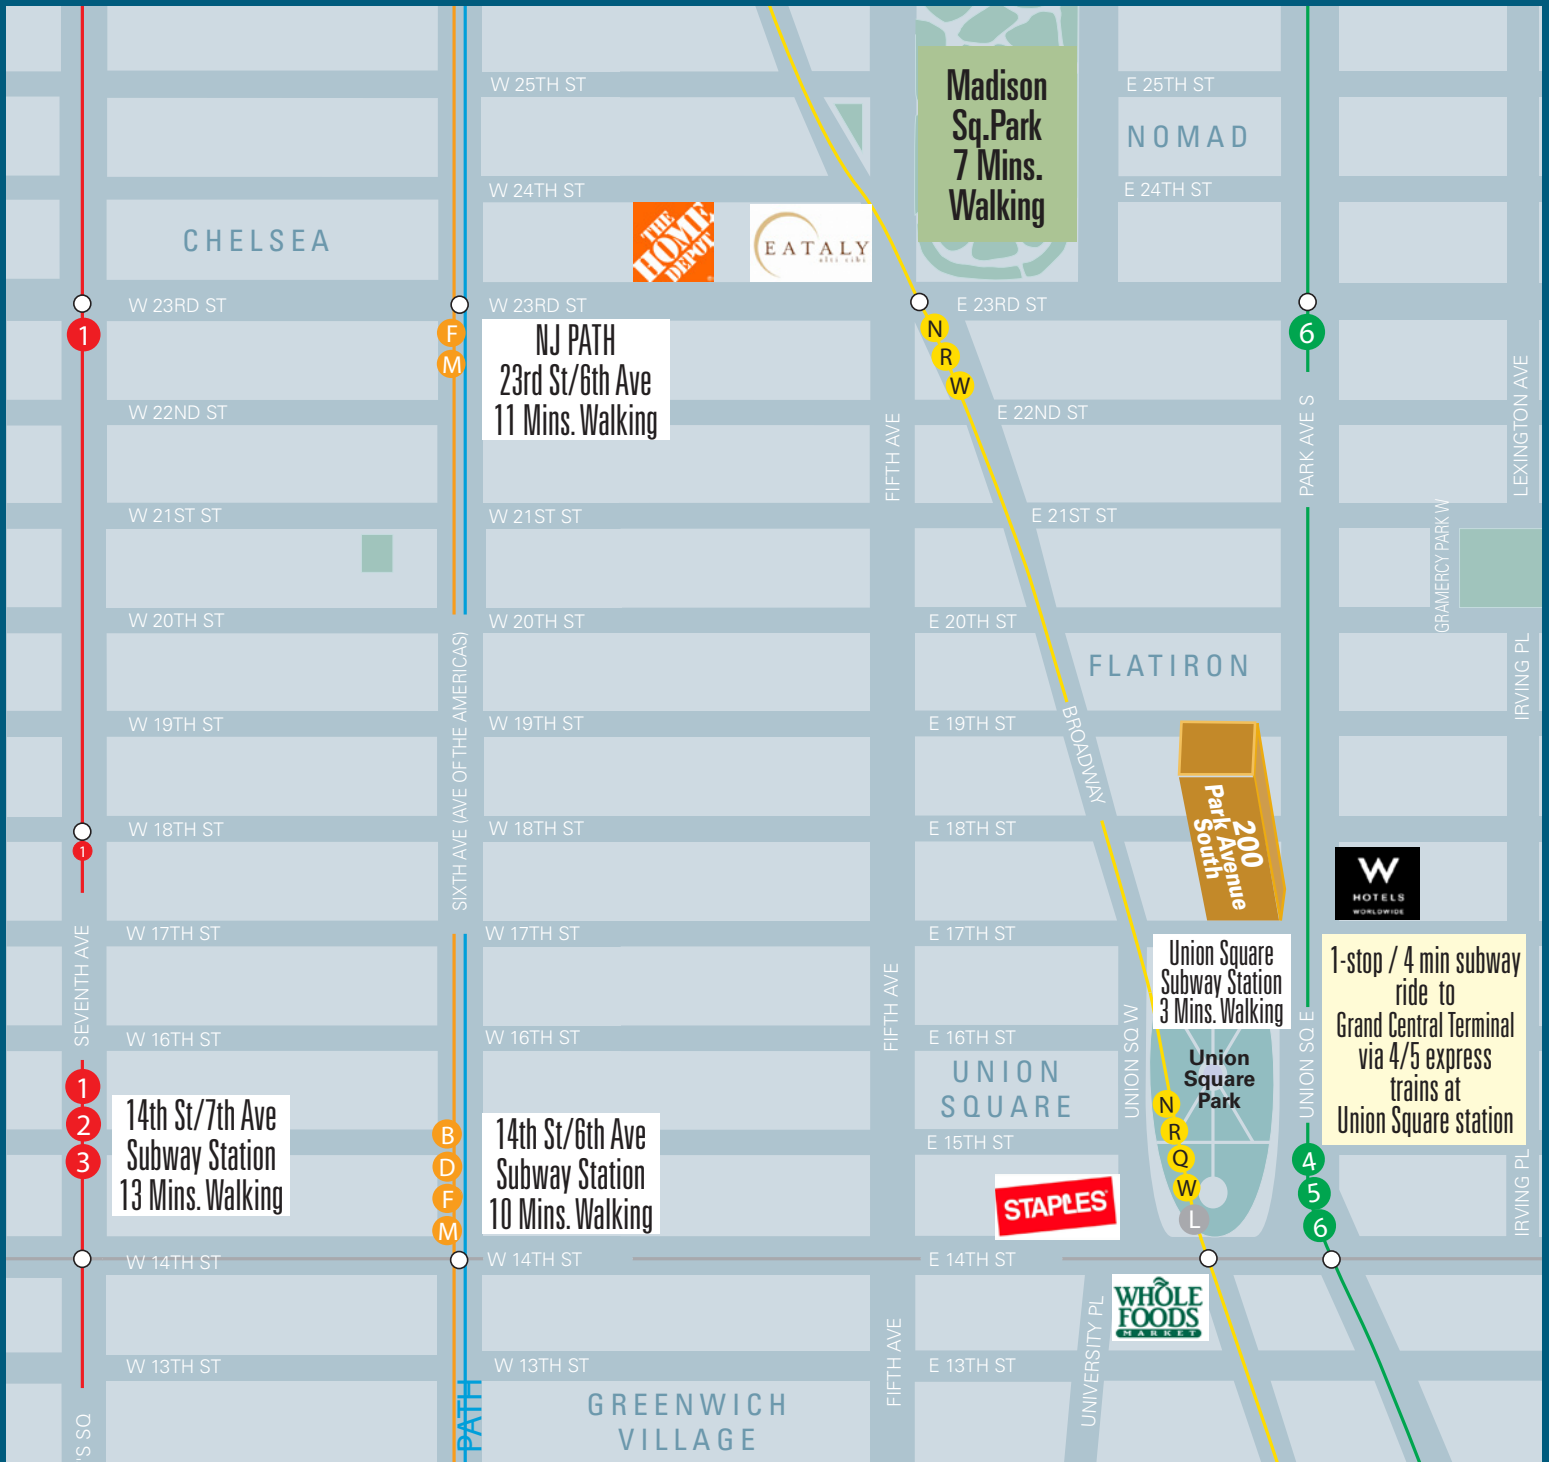 W 25TH ST
E 25TH ST
Madison
Sq.Park
7 Mins.
Walking
NOMAD
W 24TH ST
E 24TH ST
CHELSEA
THE
HOME
DEPOT
EATALY
alti cibi
W 23RD ST
W 23RD ST
E 23RD ST
1
F
M
NJ PATH
23rd St/6th Ave
11 Mins. Walking
N
R
W
6
W 22ND ST
E 22ND ST
FIFTH AVE
PARK AVE S
LEXINGTON AVE
W 21ST ST
W 21ST ST
E 21ST ST
GRAMERCY PARK W
W 20TH ST
W 20TH ST
E 20TH ST
FLATIRON
IRVING PL
SIXTH AVE (AVE OF THE AMERICAS)
W 19TH ST
W 19TH ST
E 19TH ST
BROADWAY
200
Park Avenue
South
W 18TH ST
W 18TH ST
E 18TH ST
1
W
HOTELS
WORLDWIDE
W 17TH ST
W 17TH ST
E 17TH ST
SEVENTH AVE
FIFTH AVE
Union Square
Subway Station
3 Mins. Walking
1-stop / 4 min subway
ride to
Grand Central Terminal
via 4/5 express
trains at
Union Square station
W 16TH ST
W 16TH ST
E 16TH ST
UNION SQ W
UNION SQ E
UNION
SQUARE
Union
Square
Park
1
2
3
14th St/7th Ave
Subway Station
13 Mins. Walking
B
D
F
M
14th St/6th Ave
Subway Station
10 Mins. Walking
E 15TH ST
N
R
Q
W
L
4
5
6
IRVING PL
STAPLES
W 14TH ST
W 14TH ST
E 14TH ST
WHOLE
FOODS
MARKET
UNIVERSITY PL
FIFTH AVE
W 13TH ST
W 13TH ST
E 13TH ST
PATH
GREENWICH
VILLAGE
'S SQ